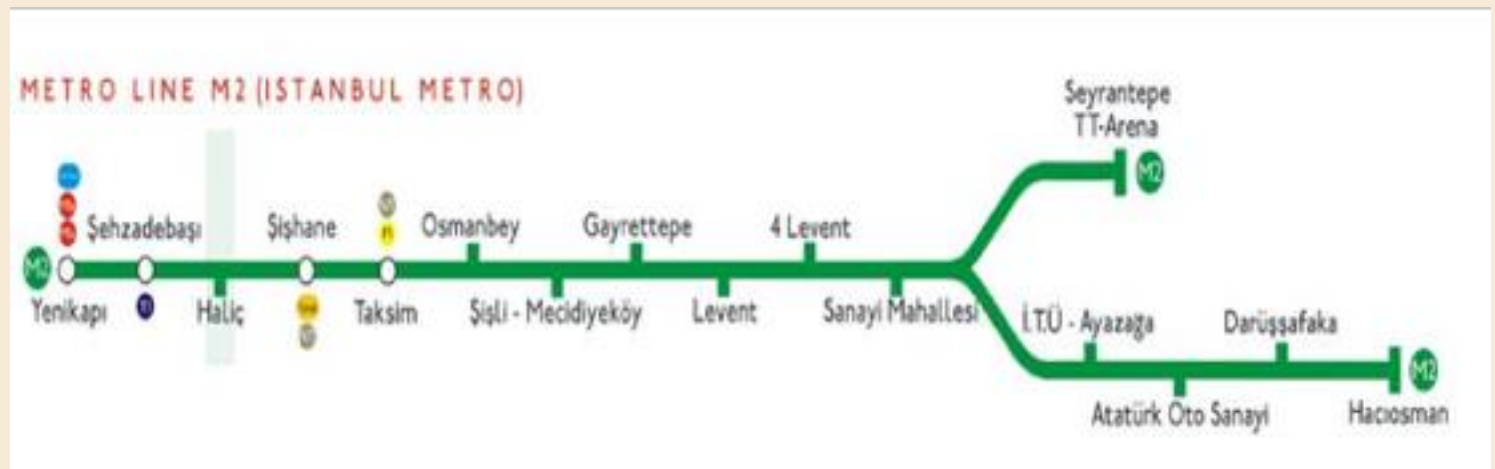 METRO LINE M2 (ISTANBUL METRO)
Seyrantepe
TT-Arena
M2
Şehzadebaşı
Şişhane
Osmanbey
Gayrettepe
4 Levent
M2
Yenikapı
Haliç
Taksim
Şişli - Mecidiyeköy
Levent
Sanayi Mahallesi
İ.T.Ü - Ayazağa
Darüşşafaka
M2
Atatürk Oto Sanayi
Hacıosman